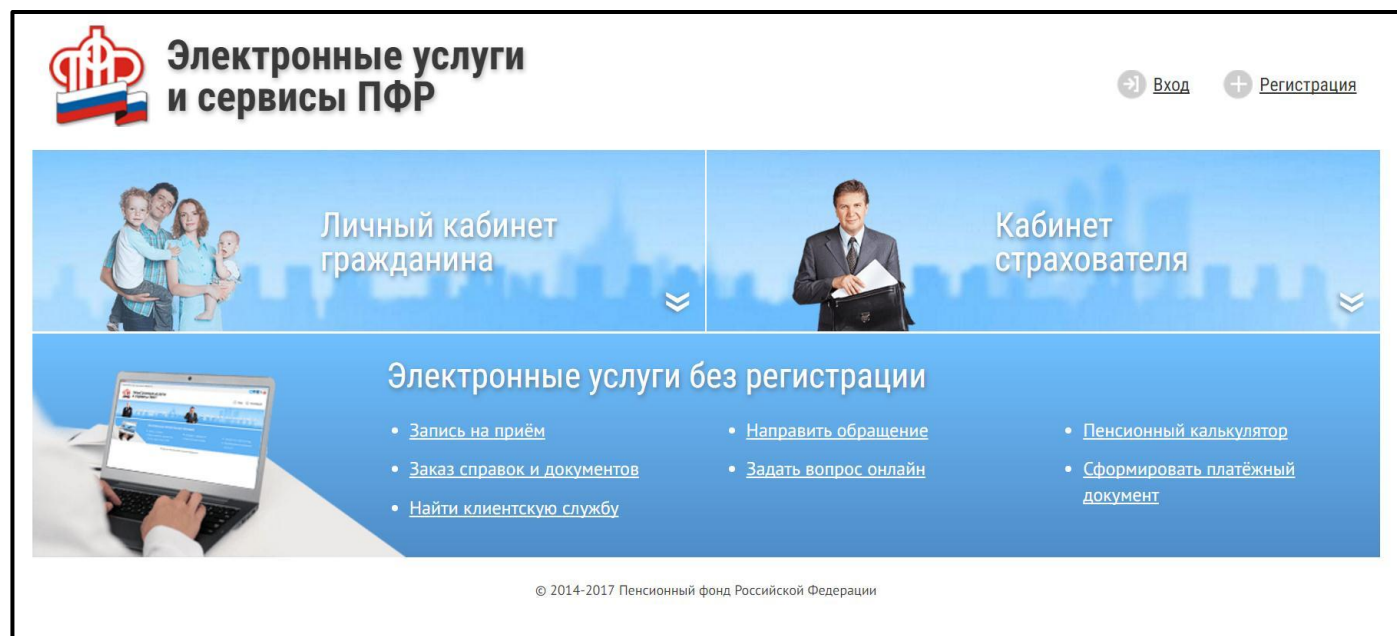 Электронные услуги
и сервисы ПФР
Вход
Регистрация
Личный кабинет
гражданина
Кабинет
страхователя
Электронные услуги без регистрации
Запись на приём
Заказ справок и документов
Найти клиентскую службу
Направить обращение
Задать вопрос онлайн
Пенсионный калькулятор
Сформировать платёжный
документ
© 2014-2017 Пенсионный фонд Российской Федерации